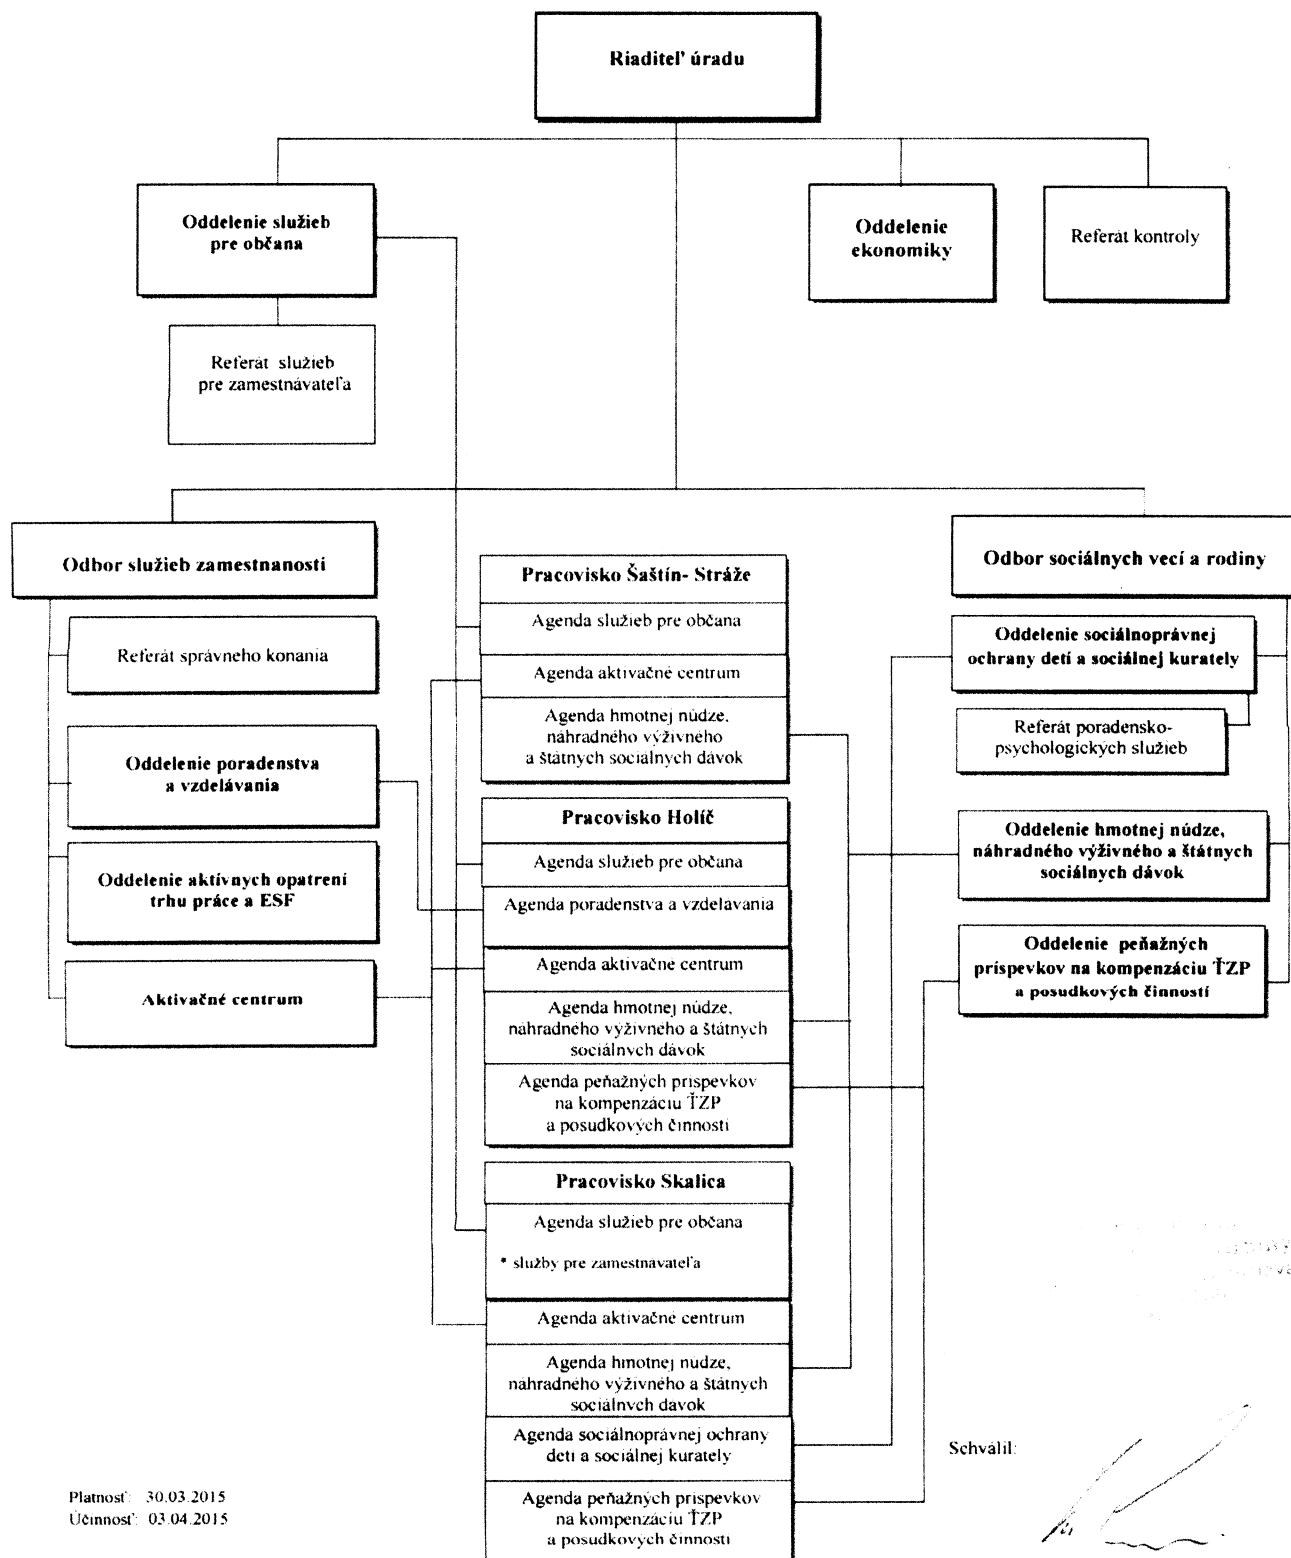 Riaditeľ úradu
Oddelenie služieb
pre občana
Oddelenie
ekonomiky
Referát kontroly
Referát služieb
pre zamestnávateľa
Odbor služieb zamestnanosti
Referát správneho konania
Oddelenie poradenstva
a vzdelávania
Oddelenie aktívnych opatrení
trhu práce a ESF
Aktivačné centrum
Pracovisko Šaštín- Stráže
Agenda služieb pre občana
Agenda aktivačné centrum
Agenda hmotnej núdze,
náhradného výživného
a štátnych sociálnych dávok
Pracovisko Holíč
Agenda služieb pre občana
Agenda poradenstva a vzdelávania
Agenda aktivačné centrum
Agenda hmotnej núdze,
náhradného výživného a štátnych
sociálnych dávok
Agenda peňažných príspevkov
na kompenzáciu ŤZP
a posudkových činností
Pracovisko Skalica
Agenda služieb pre občana
* služby pre zamestnávateľa
Agenda aktivačné centrum
Agenda hmotnej núdze,
náhradného výživného a štátnych
sociálnych dávok
Agenda sociálnoprávnej ochrany
detí a sociálnej kurately
Agenda peňažných príspevkov
na kompenzáciu ŤZP
a posudkových činností
Odbor sociálnych vecí a rodiny
Oddelenie sociálnoprávnej
ochrany detí a sociálnej kurately
Referát poradensko-
psychologických služieb
Oddelenie hmotnej núdze,
náhradného výživného a štátnych
sociálnych dávok
Oddelenie peňažných
príspevkov na kompenzáciu ŤZP
a posudkových činností
Schválil:
Platnosť: 30.03.2015
Účinnosť: 03.04.2015